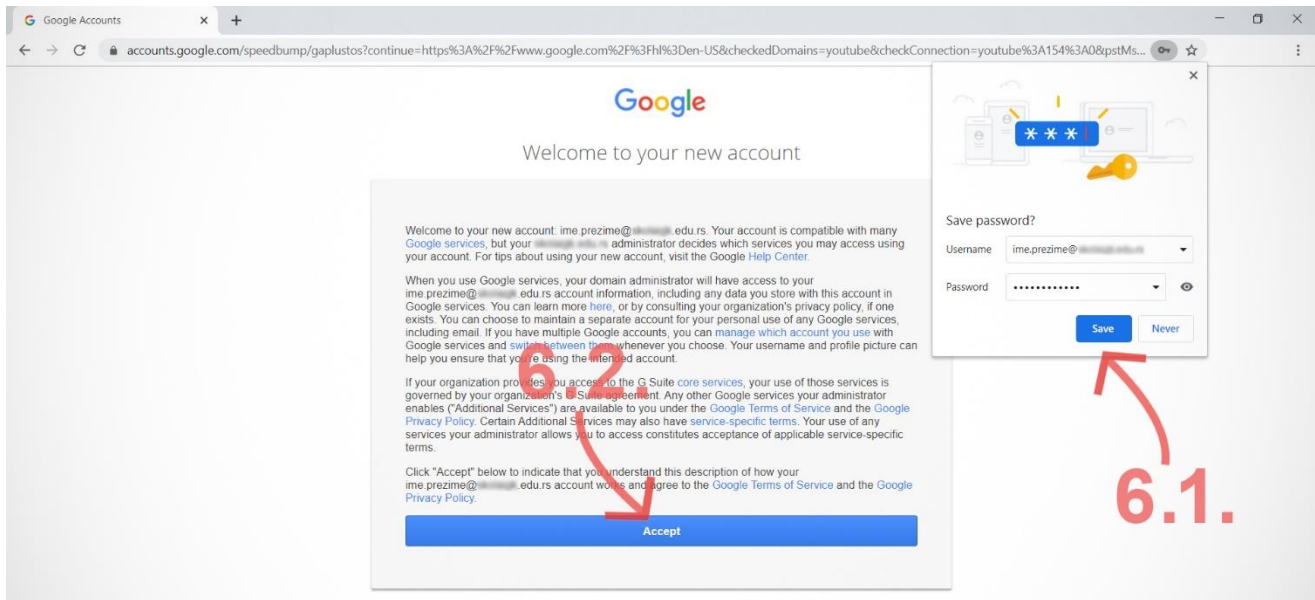 Google Accounts
accounts.google.com/speedbump/gaplustos?continue=https%3A%2F%2Fwww.google.com%2F%3Fhl%3Den-US&checkedDomains=youtube&checkConnection=youtube%3A154%3A0&pstMs...
Google
Welcome to your new account
Welcome to your new account: ime.prezime@ .edu.rs. Your account is compatible with many
Google services, but your administrator decides which services you may access using
your account. For tips about using your new account, visit the Google Help Center.
When you use Google services, your domain administrator will have access to your
ime.prezime@ .edu.rs account information, including any data you store with this account in
Google services. You can learn more here, or by consulting your organization's privacy policy, if one
exists. You can choose to maintain a separate account for your personal use of any Google services,
including email. If you have multiple Google accounts, you can manage which account you use with
Google services and switch between them whenever you choose. Your username and profile picture can
help you ensure that you're using the intended account.
If your organization provides you access to the G Suite core services, your use of those services is
governed by your organization's G Suite agreement. Any other Google services your administrator
enables ("Additional Services") are available to you under the Google Terms of Service and the Google
Privacy Policy. Certain Additional Services may also have service-specific terms. Your use of any
services your administrator allows you to access constitutes acceptance of applicable service-specific
terms.
Click "Accept" below to indicate that you understand this description of how your
ime.prezime@ .edu.rs account works and agree to the Google Terms of Service and the Google
Privacy Policy.
Accept
6.2.
***
Save password?
Username ime.prezime@
Password ••••••••••••
Save Never
6.1.